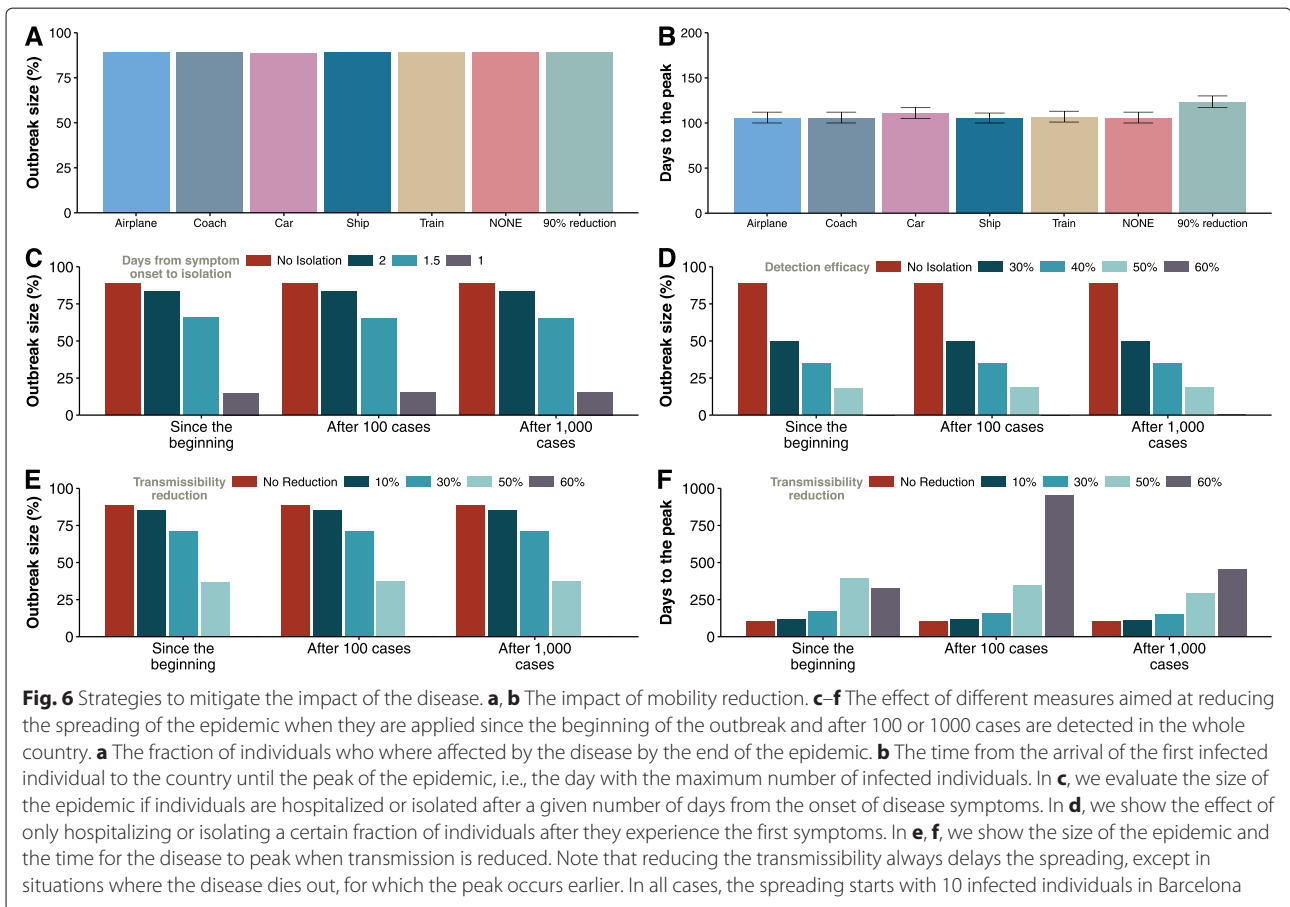 A
Outbreak size (%)
100
75
50
25
0
Airplane Coach Car Ship Train NONE 90% reduction
B
Days to the peak
200
150
100
50
0
Airplane Coach Car Ship Train NONE 90% reduction
C
Days from symptom onset to isolation No Isolation 2 1.5 1
Outbreak size (%)
100
75
50
25
0
Since the beginning After 100 cases After 1,000 cases
D
Detection efficacy No Isolation 30% 40% 50% 60%
Outbreak size (%)
100
75
50
25
0
Since the beginning After 100 cases After 1,000 cases
E
Transmissibility reduction No Reduction 10% 30% 50% 60%
Outbreak size (%)
100
75
50
25
0
Since the beginning After 100 cases After 1,000 cases
F
Transmissibility reduction No Reduction 10% 30% 50% 60%
Days to the peak
1000
750
500
250
0
Since the beginning After 100 cases After 1,000 cases
Fig. 6 Strategies to mitigate the impact of the disease. a, b The impact of mobility reduction. c–f The effect of different measures aimed at reducing
the spreading of the epidemic when they are applied since the beginning of the outbreak and after 100 or 1000 cases are detected in the whole
country. a The fraction of individuals who where affected by the disease by the end of the epidemic. b The time from the arrival of the first infected
individual to the country until the peak of the epidemic, i.e., the day with the maximum number of infected individuals. In c, we evaluate the size of
the epidemic if individuals are hospitalized or isolated after a given number of days from the onset of disease symptoms. In d, we show the effect of
only hospitalizing or isolating a certain fraction of individuals after they experience the first symptoms. In e, f, we show the size of the epidemic and
the time for the disease to peak when transmission is reduced. Note that reducing the transmissibility always delays the spreading, except in
situations where the disease dies out, for which the peak occurs earlier. In all cases, the spreading starts with 10 infected individuals in Barcelona